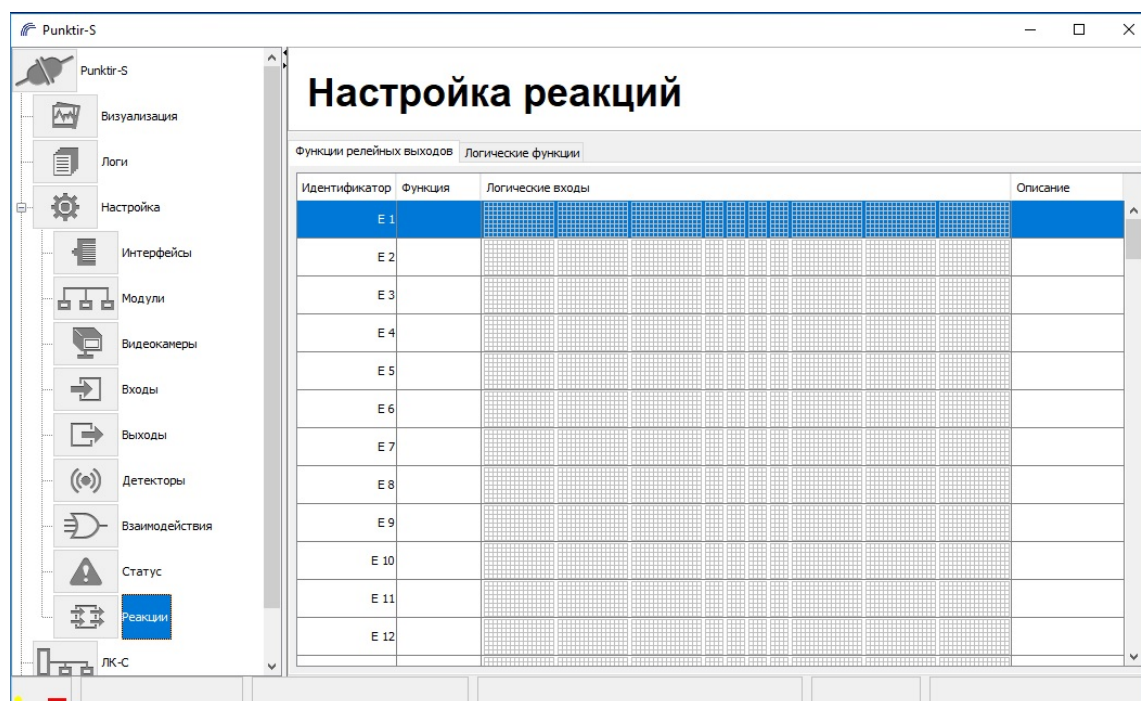 Punktir-S
Punktir-S
Визуализация
Логи
Настройка
Интерфейсы
Модули
Видеокамеры
Входы
Выходы
Детекторы
Взаимодействия
Статус
Реакции
ЛК-С
Настройка реакций
Функции релейных выходов Логические функции
Идентификатор Функция Логические входы Описание
E 1
E 2
E 3
E 4
E 5
E 6
E 7
E 8
E 9
E 10
E 11
E 12